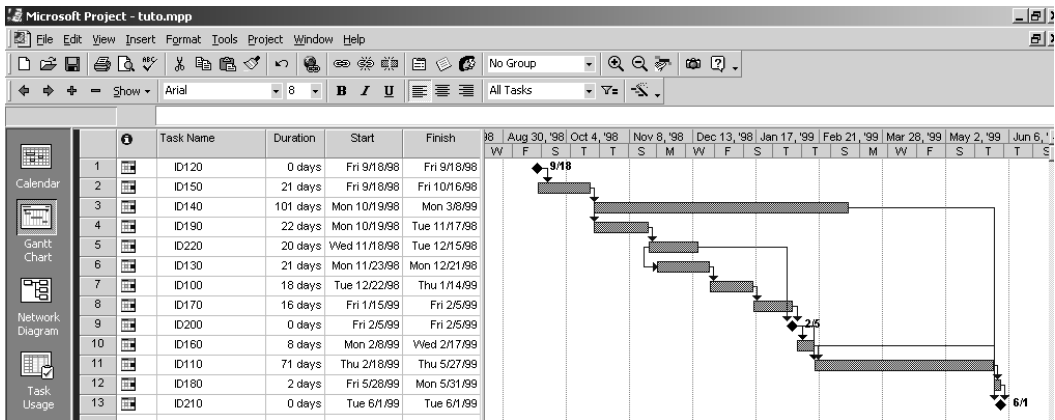 Microsoft Project - tuto.mpp
File Edit View Insert Format Tools Project Window Help
ABC No Group
Show Arial 8 B I U All Tasks
Task Name Duration Start Finish 98 Aug 30, '98 Oct 4, '98 Nov 8, '98 Dec 13, '98 Jan 17, '99 Feb 21, '99 Mar 28, '99 May 2, '99 Jun 6, '
W F S T T S M W F S T T S M W F S T T S
1 ID120 0 days Fri 9/18/98 Fri 9/18/98 9/18
2 ID150 21 days Fri 9/18/98 Fri 10/16/98
3 ID140 101 days Mon 10/19/98 Mon 3/8/99
4 ID190 22 days Mon 10/19/98 Tue 11/17/98
5 ID220 20 days Wed 11/18/98 Tue 12/15/98
6 ID130 21 days Mon 11/23/98 Mon 12/21/98
7 ID100 18 days Tue 12/22/98 Thu 1/14/99
8 ID170 16 days Fri 1/15/99 Fri 2/5/99
9 ID200 0 days Fri 2/5/99 Fri 2/5/99 2/5
10 ID160 8 days Mon 2/8/99 Wed 2/17/99
11 ID110 71 days Thu 2/18/99 Thu 5/27/99
12 ID180 2 days Fri 5/28/99 Mon 5/31/99
13 ID210 0 days Tue 6/1/99 Tue 6/1/99 6/1
Calendar
Gantt
Chart
Network
Diagram
Task
Usage